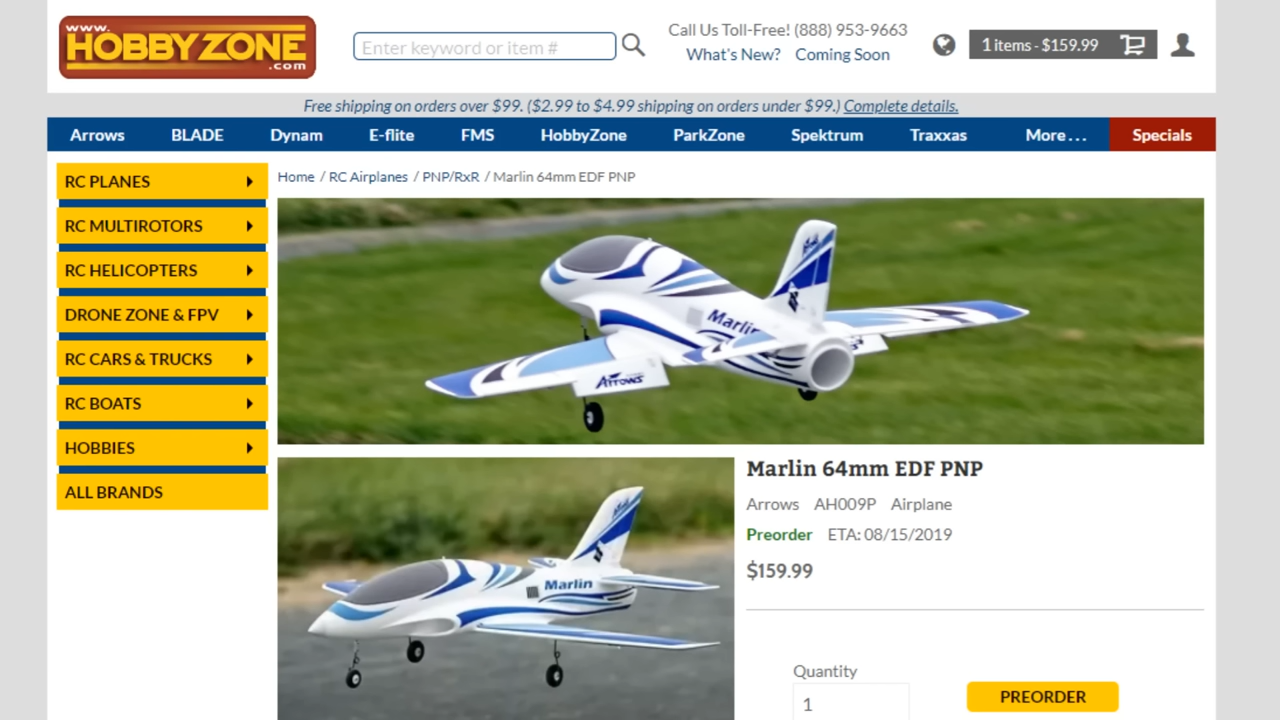 www.
HOBBYZONE
.com
Enter keyword or item #
Call Us Toll-Free! (888) 953-9663
What's New? Coming Soon
1 items - $159.99
Free shipping on orders over $99. ($2.99 to $4.99 shipping on orders under $99.) Complete details.
Arrows BLADE Dynam E-flite FMS HobbyZone ParkZone Spektrum Traxxas More . . . Specials
RC PLANES
RC MULTIROTORS
RC HELICOPTERS
DRONE ZONE & FPV
RC CARS & TRUCKS
RC BOATS
HOBBIES
ALL BRANDS
Home / RC Airplanes / PNP/RxR / Marlin 64mm EDF PNP
Marlin
ARROWS
Marlin
Marlin 64mm EDF PNP
Arrows AH009P Airplane
Preorder ETA: 08/15/2019
$159.99
Quantity
1
PREORDER